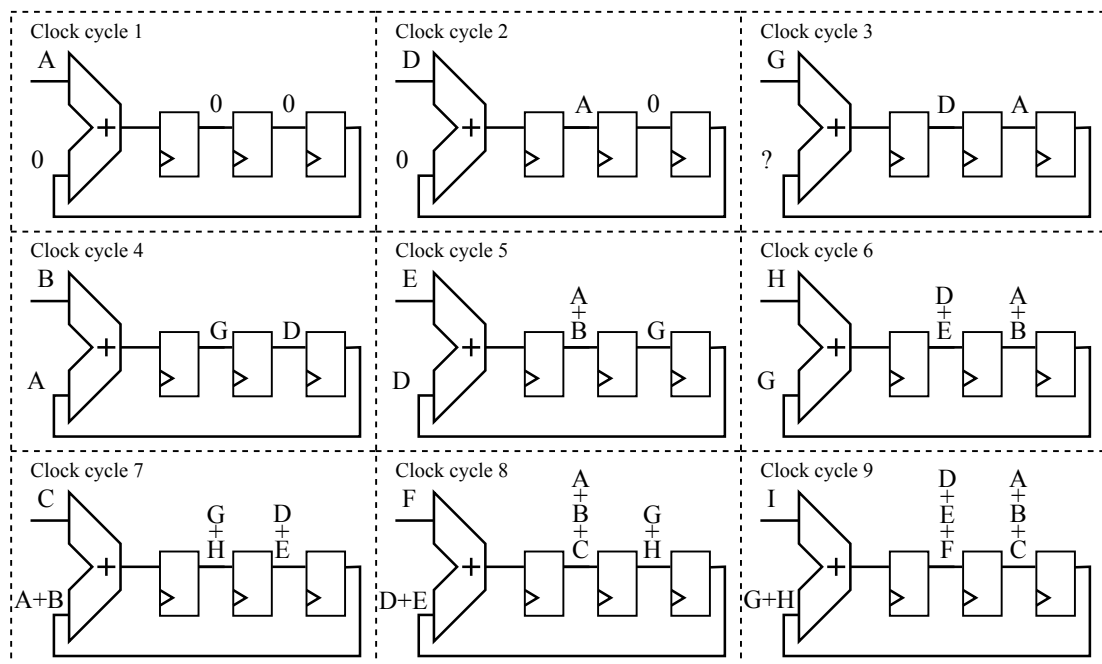 Clock cycle 1
A
0 0
+
0
Clock cycle 2
D
A 0
+
0
Clock cycle 3
G
D A
+
?
Clock cycle 4
B
G D
+
A
Clock cycle 5
E
A
+
B
G
+
D
Clock cycle 6
H
D
+
E
A
+
B
+
G
Clock cycle 7
C
G
+
H
D
+
E
+
A+B
Clock cycle 8
F
A
+
B
+
C
G
+
H
+
D+E
Clock cycle 9
I
D
+
E
+
F
A
+
B
+
C
+
G+H